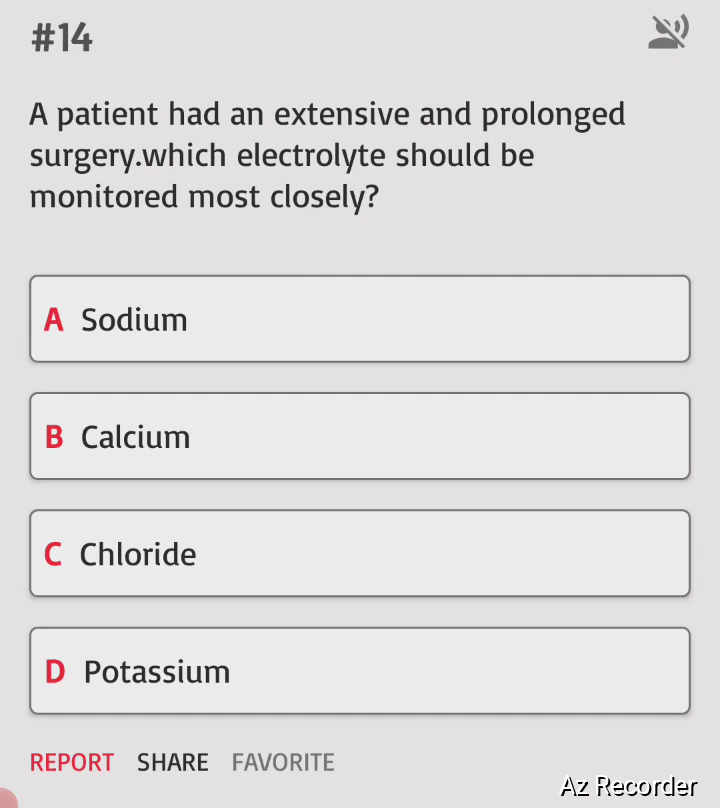 #14
A patient had an extensive and prolonged
surgery.which electrolyte should be
monitored most closely?
A Sodium
B Calcium
C Chloride
D Potassium
REPORT SHARE FAVORITE
Az Recorder